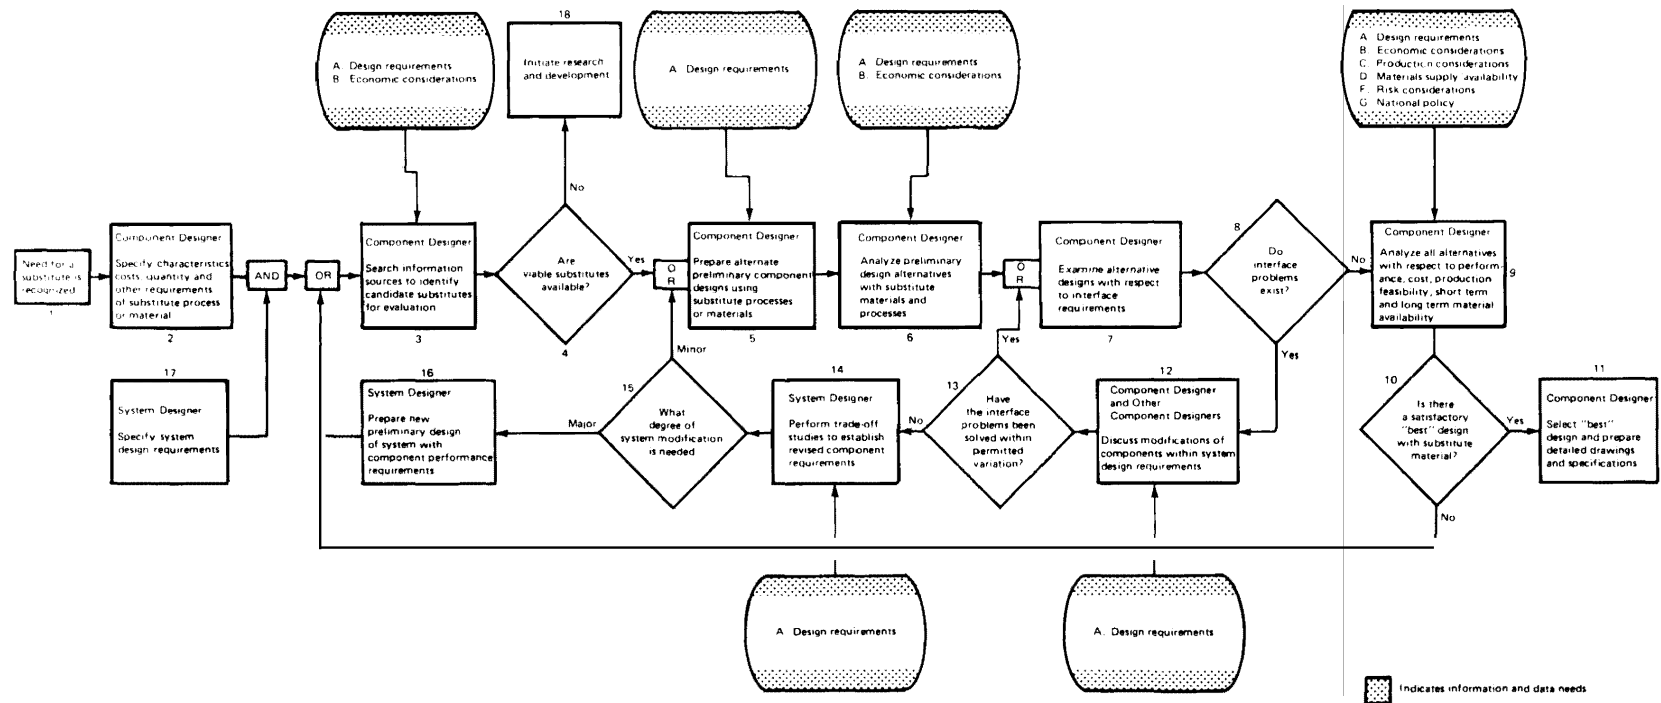 18
A. Design requirements
B. Economic considerations
Initiate research
and development
A. Design requirements
A. Design requirements
B. Economic considerations
A. Design requirements
B. Economic considerations
C. Production considerations
D. Materials supply availability
F. Risk considerations
G. National policy
No
Need for a
substitute is
recognized
1
Component Designer
Specify characteristics
costs, quantity and
other requirements
of substitute process
or material
2
AND
OR
Component Designer
Search information
sources to identify
candidate substitutes
for evaluation
3
Are
viable substitutes
available?
4
Yes
O
R
Component Designer
Prepare alternate
preliminary component
designs using
substitute processes
or materials
5
Component Designer
Analyze preliminary
design alternatives
with substitute
materials and
processes
6
O
R
Component Designer
Examine alternative
designs with respect
to interface
requirements
7
8
Do
interface
problems
exist?
No
Component Designer
Analyze all alternatives
with respect to perform-
ance, cost, production
feasibility, short term
and long term material
availability
9
Minor
Yes
Yes
17
System Designer
Specify system
design requirements
16
System Designer
Prepare new
preliminary design
of system with
component performance
requirements
Major
15
What
degree of
system modification
is needed
14
System Designer
Perform trade-off
studies to establish
revised component
requirements
No
13
Have
the interface
problems been
solved within
permitted
variation?
12
Component Designer
and Other
Component Designers
Discuss modifications of
components within system
design requirements
10
Is there
a satisfactory
"best" design
with substitute
material?
Yes
11
Component Designer
Select "best"
design and prepare
detailed drawings
and specifications
No
A. Design requirements
A. Design requirements
Indicates information and data needs